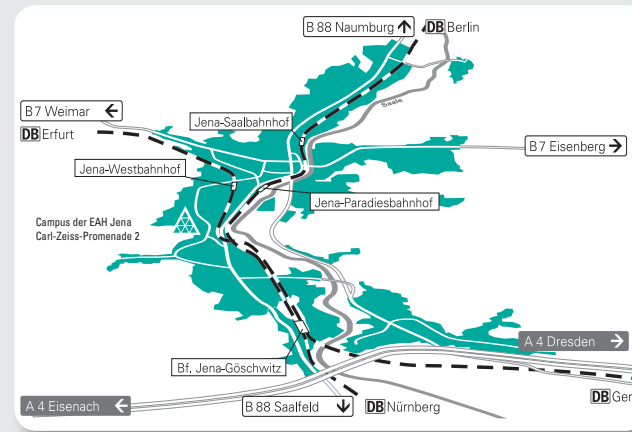 B 88 Naumburg ↑
DB Berlin
Saale
B 7 Weimar ←
DB Erfurt
Jena-Saalbahnhof
B 7 Eisenberg →
Jena-Westbahnhof
Jena-Paradiesbahnhof
Campus der EAH Jena
Carl-Zeiss-Promenade 2
A 4 Dresden →
Bf. Jena-Göschwitz
A 4 Eisenach ←
B 88 Saalfeld ↓
DB Nürnberg
DB Ger